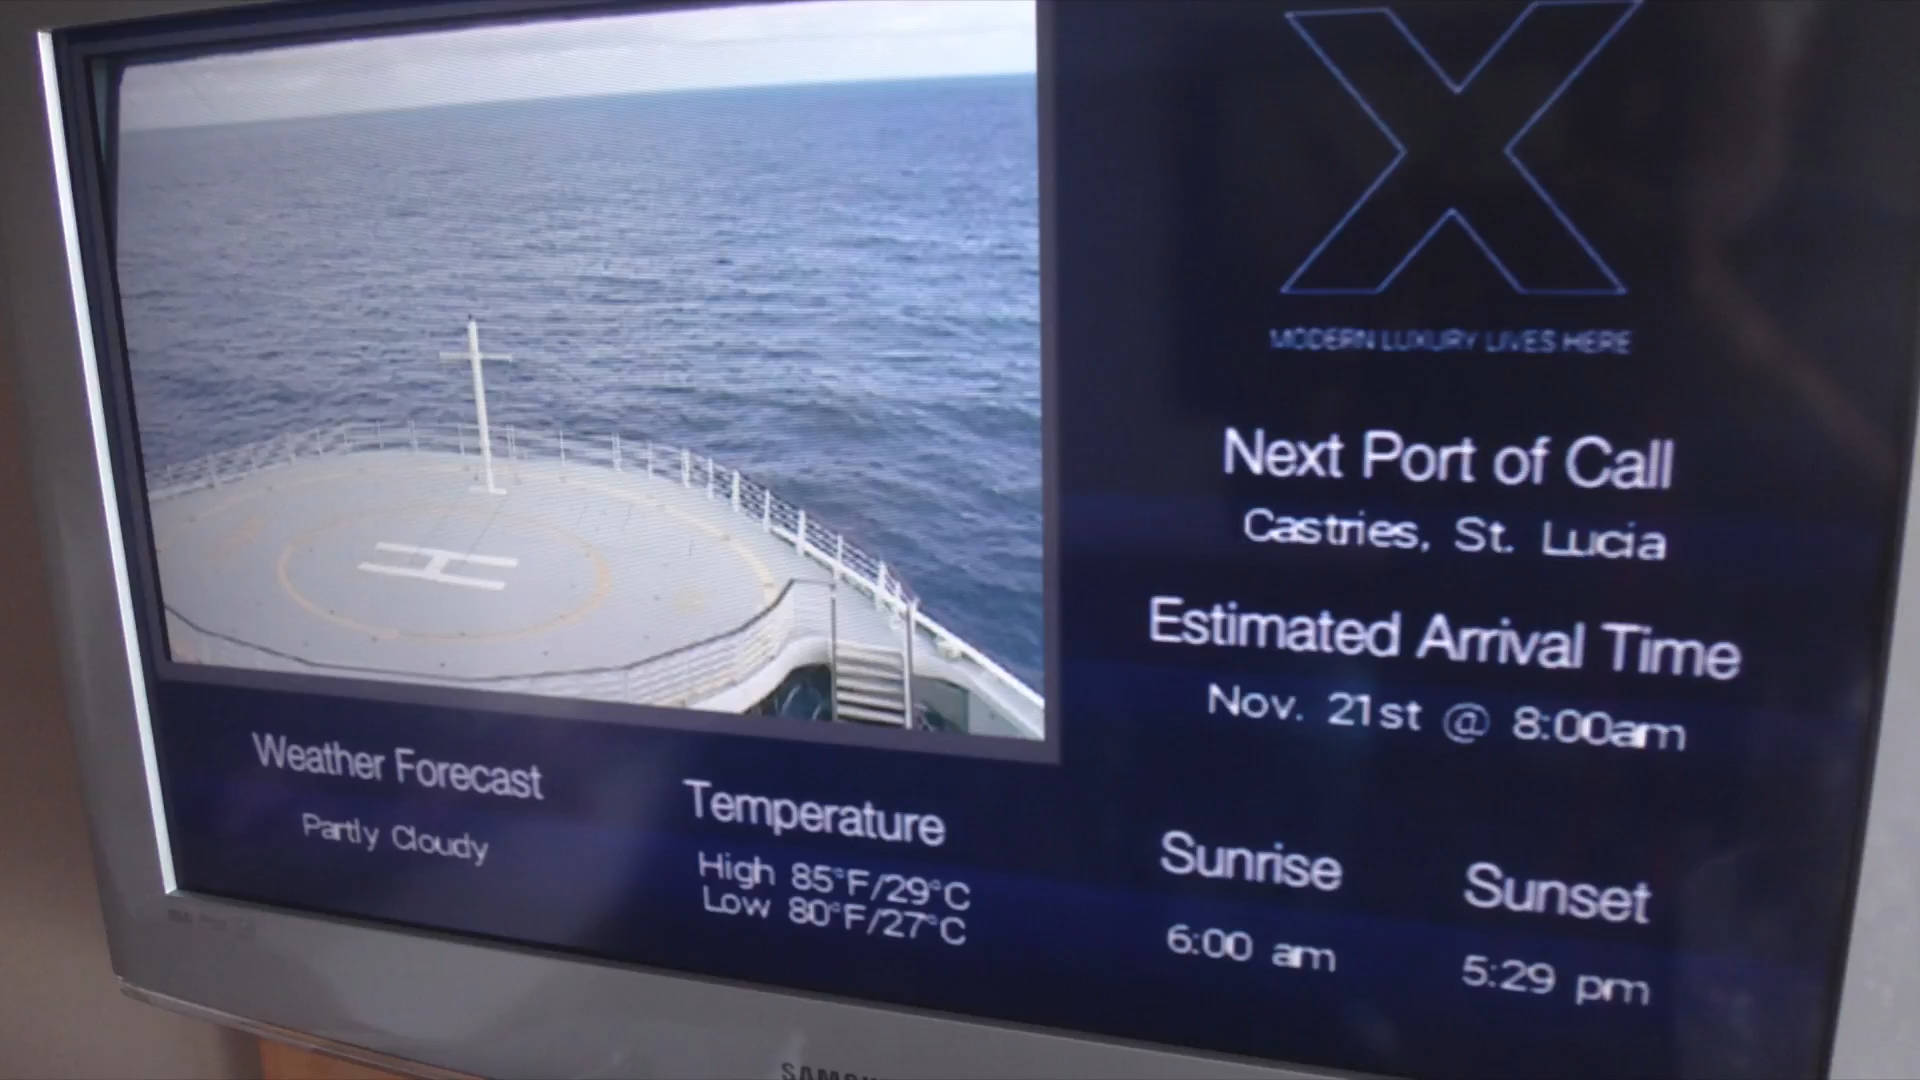 X
MODERN LUXURY LIVES HERE
Next Port of Call
Castries, St. Lucia
Estimated Arrival Time
Nov. 21st @ 8:00am
H
Weather Forecast
Partly Cloudy
Temperature
High 85°F/29°C
Low 80°F/27°C
Sunrise
6:00 am
Sunset
5:29 pm